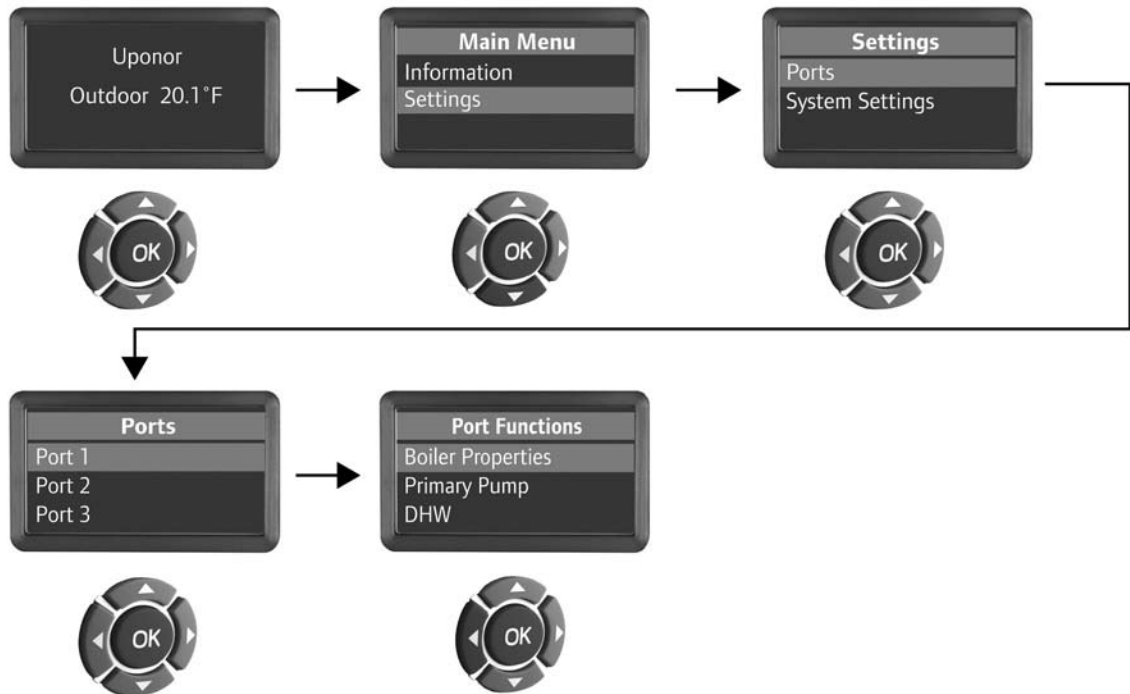 Uponor
Outdoor 20.1°F
Main Menu
Information
Settings
Settings
Ports
System Settings
OK
OK
OK
Ports
Port 1
Port 2
Port 3
Port Functions
Boiler Properties
Primary Pump
DHW
OK
OK